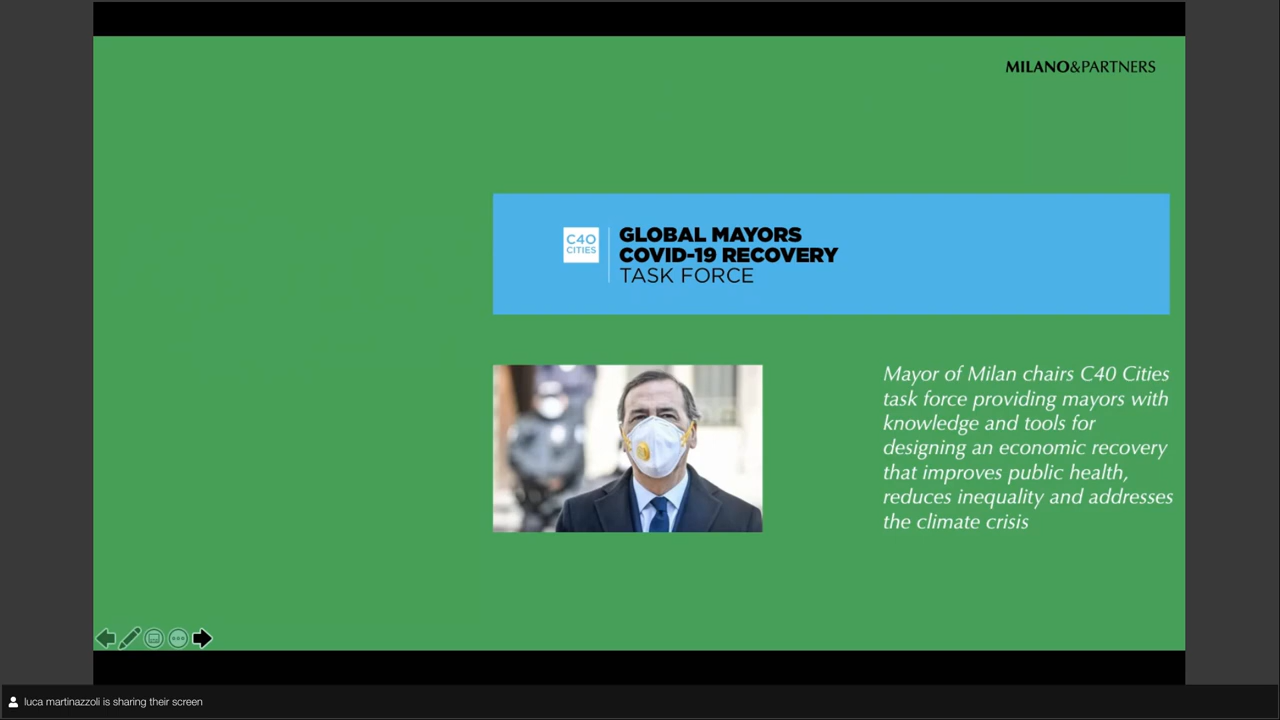 MILANO&PARTNERS
C40
CITIES
GLOBAL MAYORS
COVID-19 RECOVERY
TASK FORCE
Mayor of Milan chairs C40 Cities
task force providing mayors with
knowledge and tools for
designing an economic recovery
that improves public health,
reduces inequality and addresses
the climate crisis
luca martinazzoli is sharing their screen